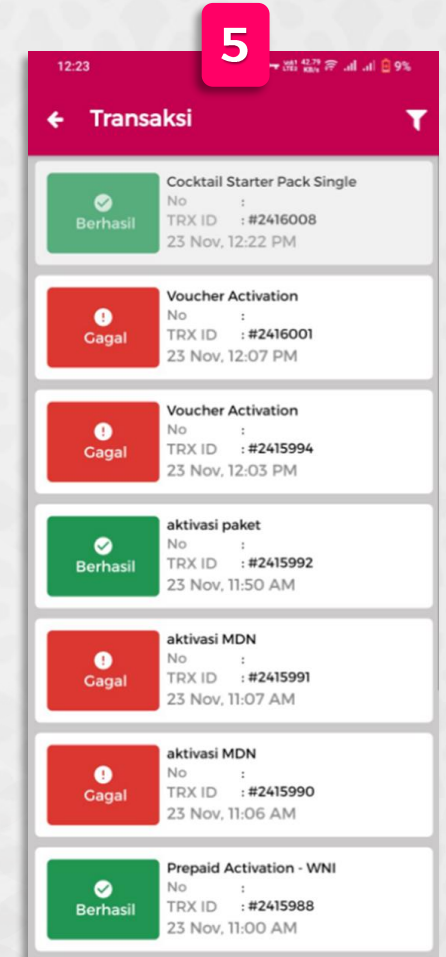 5
12:23
9%
Transaksi
Cocktail Starter Pack Single
Berhasil
No :
TRX ID : #2416008
23 Nov, 12:22 PM
Voucher Activation
Gagal
No :
TRX ID : #2416001
23 Nov, 12:07 PM
Voucher Activation
Gagal
No :
TRX ID : #2415994
23 Nov, 12:03 PM
aktivasi paket
Berhasil
No :
TRX ID : #2415992
23 Nov, 11:50 AM
aktivasi MDN
Gagal
No :
TRX ID : #2415991
23 Nov, 11:07 AM
aktivasi MDN
Gagal
No :
TRX ID : #2415990
23 Nov, 11:06 AM
Prepaid Activation - WNI
Berhasil
No :
TRX ID : #2415988
23 Nov, 11:00 AM